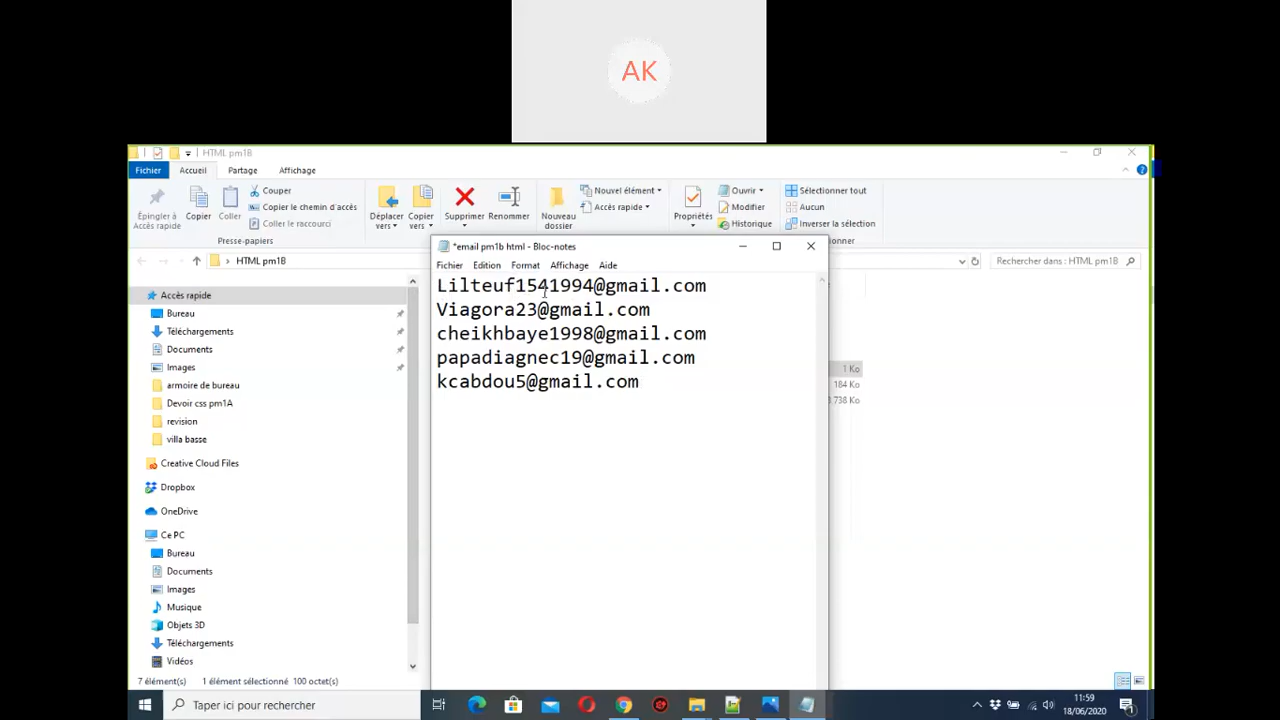 AK
HTML pm1B
Fichier
Accueil
Partage
Affichage
Épingler à Accès rapide
Copier
Coller
Couper
Copier le chemin d'accès
Coller le raccourci
Presse-papiers
Déplacer vers
Copier vers
Supprimer
Renommer
Nouveau dossier
Nouvel élément
Accès rapide
Propriétés
Ouvrir
Modifier
Historique
Sélectionner tout
Aucun
Inverser la sélection
HTML pm1B
Rechercher dans : HTML pm1B
*email pm1b html - Bloc-notes
Fichier Edition Format Affichage Aide
Lilteuf1541994@gmail.com
Viagora23@gmail.com
cheikhbaye1998@gmail.com
papadiagnec19@gmail.com
kcabdou5@gmail.com
1 Ko
184 Ko
738 Ko
Accès rapide
Bureau
Téléchargements
Documents
Images
armoire de bureau
Devoir css pm1A
revision
villa basse
Creative Cloud Files
Dropbox
OneDrive
Ce PC
Bureau
Documents
Images
Musique
Objets 3D
Téléchargements
Vidéos
7 élément(s) 1 élément sélectionné 100 octet(s)
Taper ici pour rechercher
11:59
18/06/2020